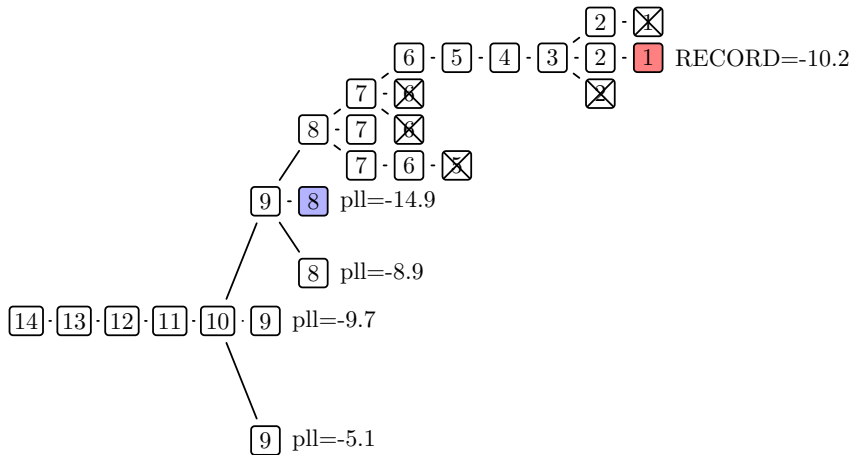 2 1
6 5 4 3 2 1 RECORD=-10.2
7 6 2
8 7 6
7 6 5
9 8 pll=-14.9
8 pll=-8.9
14 13 12 11 10 9 pll=-9.7
9 pll=-5.1